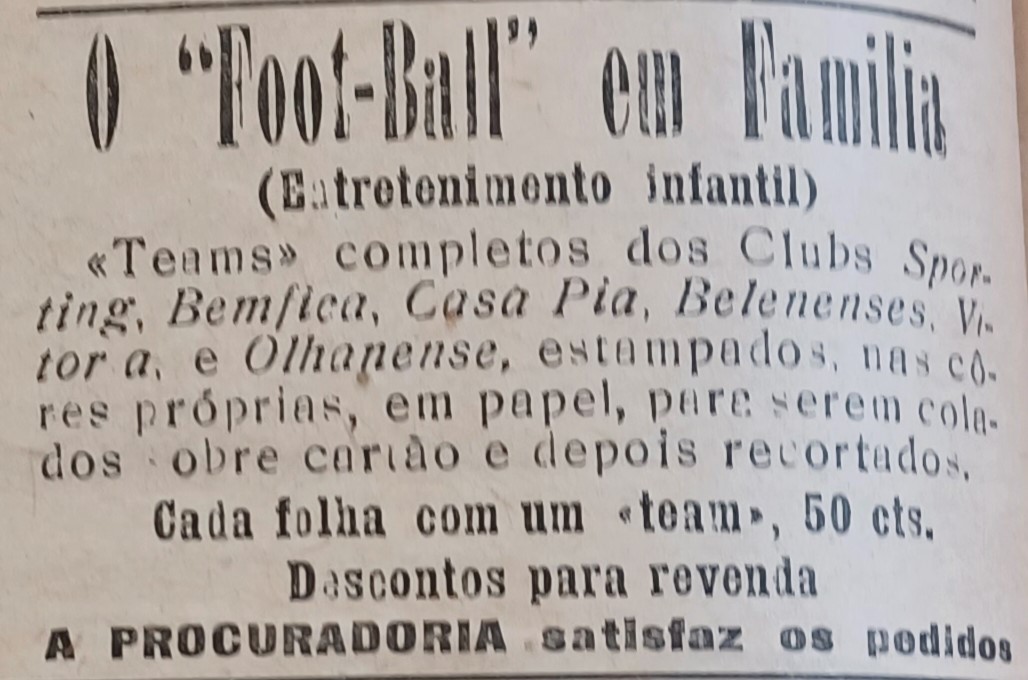 O "Foot-Ball" em Familia
(Entretenimento infantil)
«Teams» completos dos Clubs Spor-
ting, Bemfica, Casa Pia, Belenenses, Vi-
tor a, e Olhanense, estampados, nas cô-
res próprias, em papel, para serem cola-
dos sobre cartão e depois recortados.
Cada folha com um «team», 50 cts.
Descontos para revenda
A PROCURADORIA satisfaz os pedidos